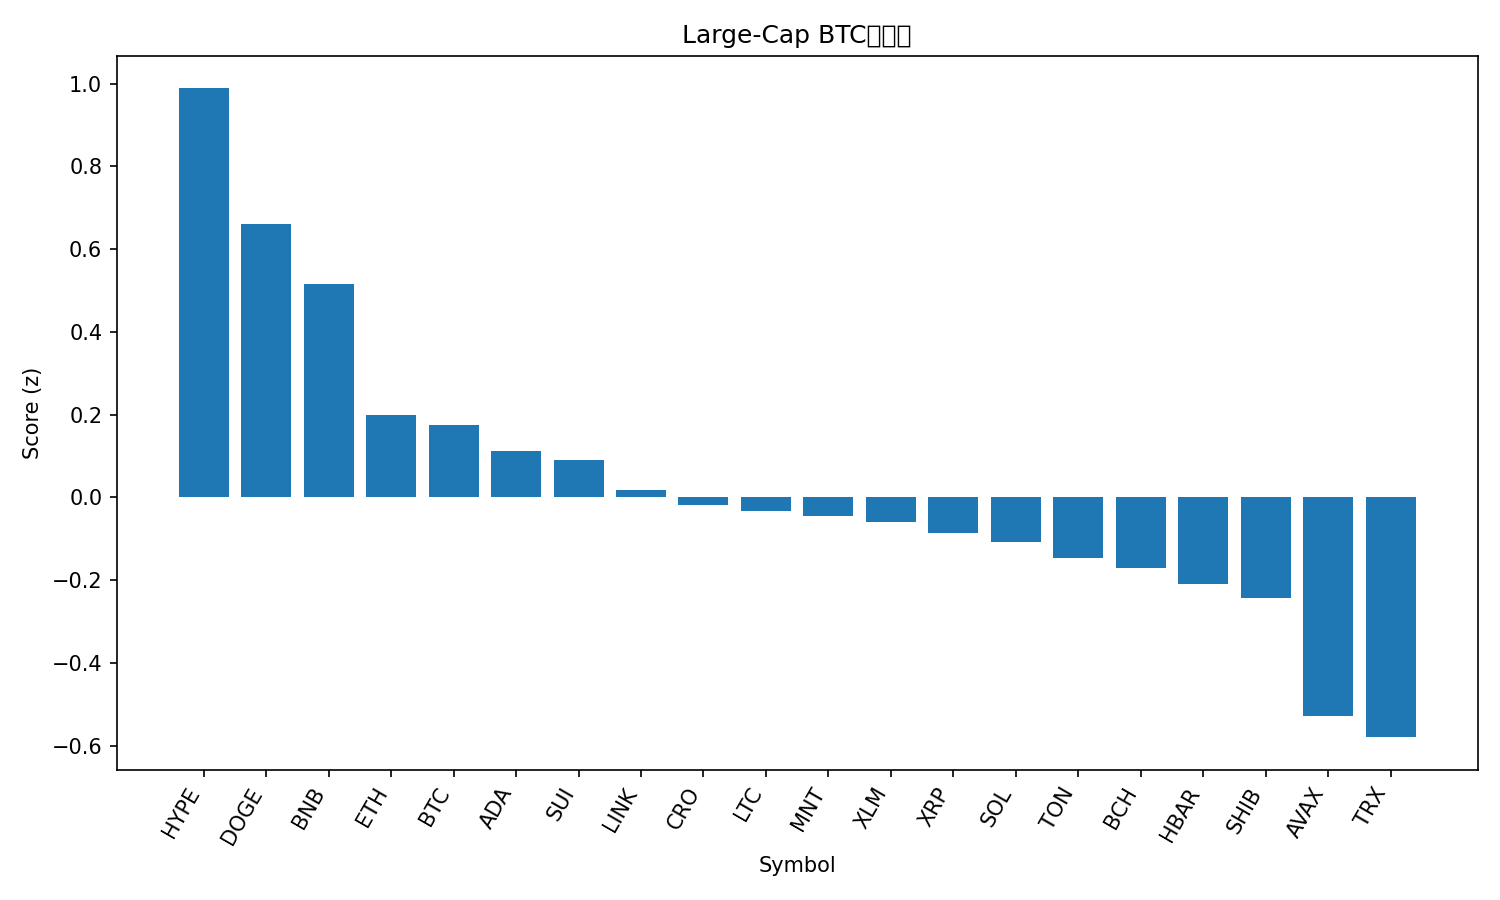 Large-Cap BTC
Score (z)
1.0
0.8
0.6
0.4
0.2
0.0
−0.2
−0.4
−0.6
HYPE
DOGE
BNB
ETH
BTC
ADA
SUI
LINK
CRO
LTC
MNT
XLM
XRP
SOL
TON
BCH
HBAR
SHIB
AVAX
TRX
Symbol